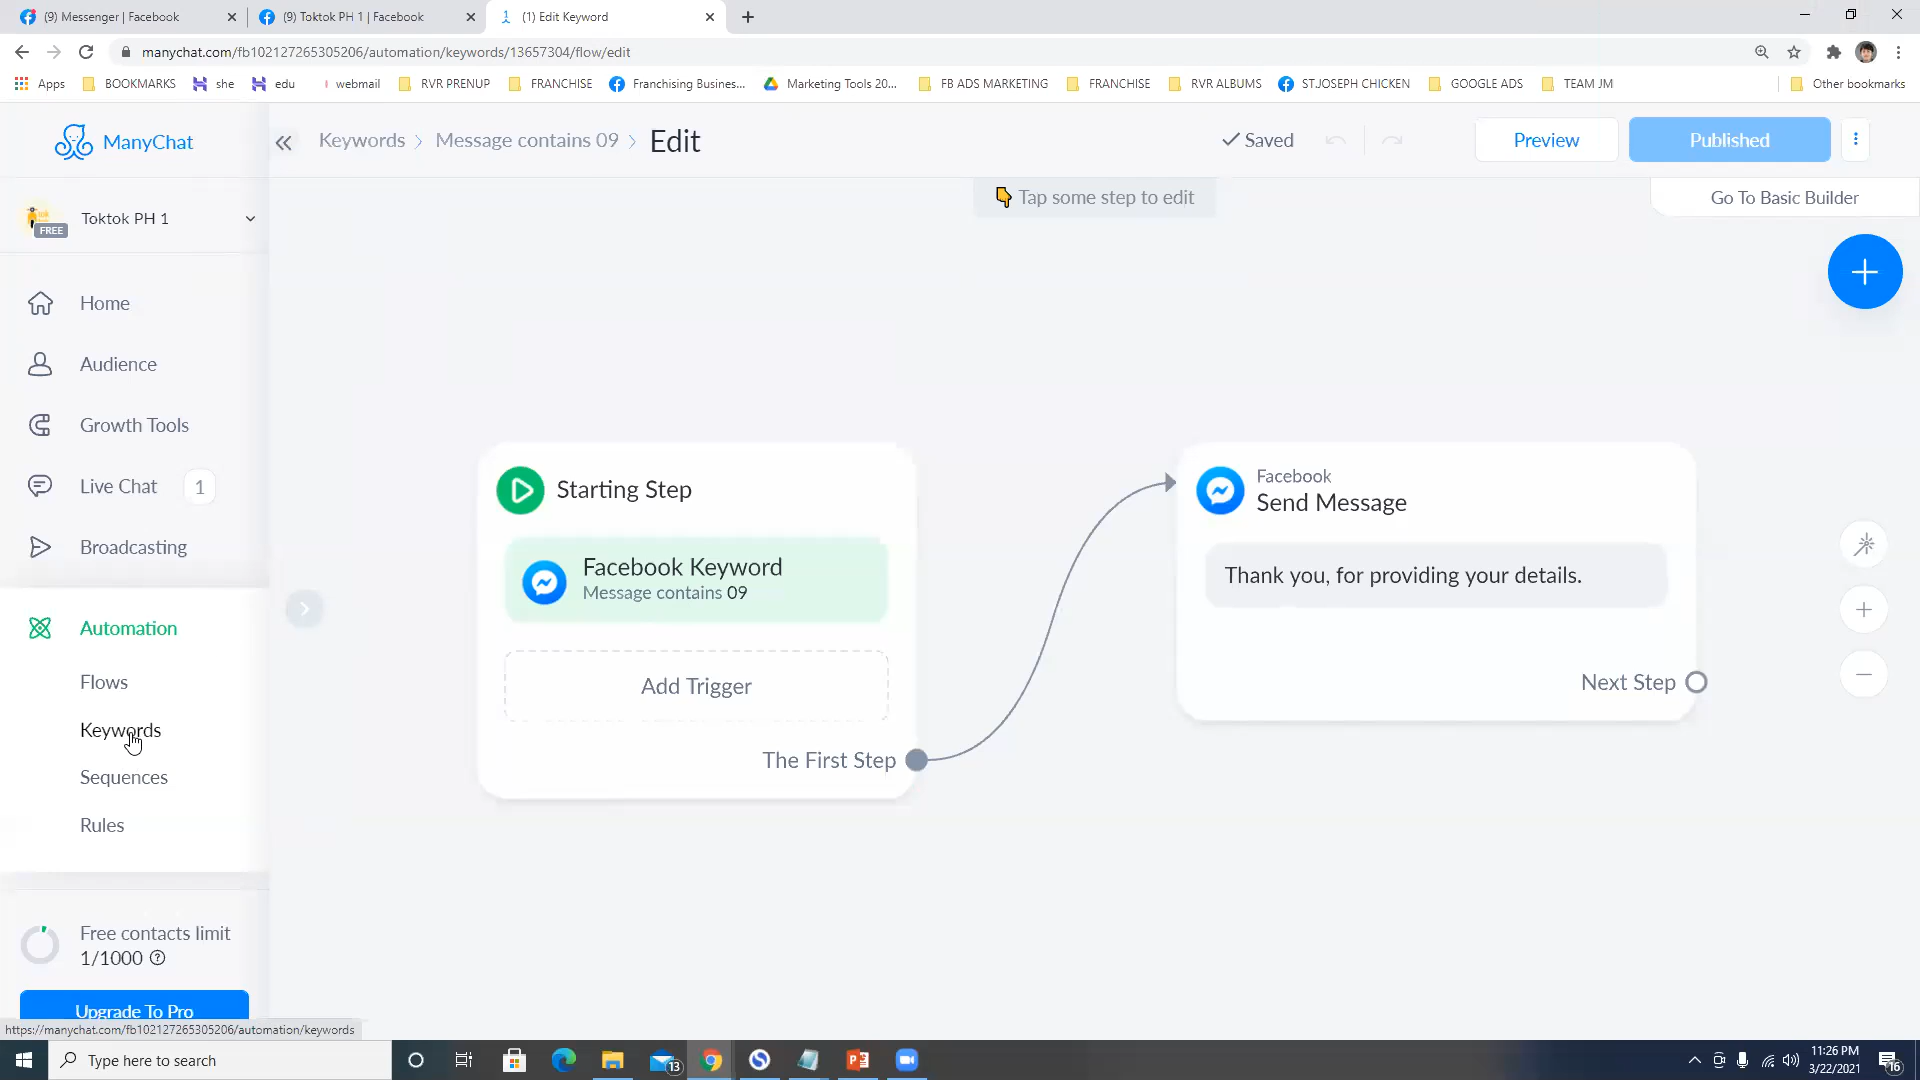 (9) Messenger | Facebook
(9) Toktok PH 1 | Facebook
(1) Edit Keyword
manychat.com/fb102127265305206/automation/keywords/13657304/flow/edit
Apps
BOOKMARKS
she
edu
webmail
RVR PRENUP
FRANCHISE
Franchising Busines...
Marketing Tools 20...
FB ADS MARKETING
FRANCHISE
RVR ALBUMS
ST.JOSEPH CHICKEN
GOOGLE ADS
TEAM JM
Other bookmarks
ManyChat
Keywords
Message contains 09
Edit
Saved
Preview
Published
Tap some step to edit
Go To Basic Builder
FREE
Toktok PH 1
Home
Audience
Growth Tools
Live Chat
1
Broadcasting
Automation
Flows
Keywords
Sequences
Rules
Starting Step
Facebook Keyword
Message contains 09
Add Trigger
The First Step
Facebook
Send Message
Thank you, for providing your details.
Next Step
Free contacts limit
1/1000
Upgrade To Pro
https://manychat.com/fb102127265305206/automation/keywords
Type here to search
13
11:26 PM
3/22/2021
16